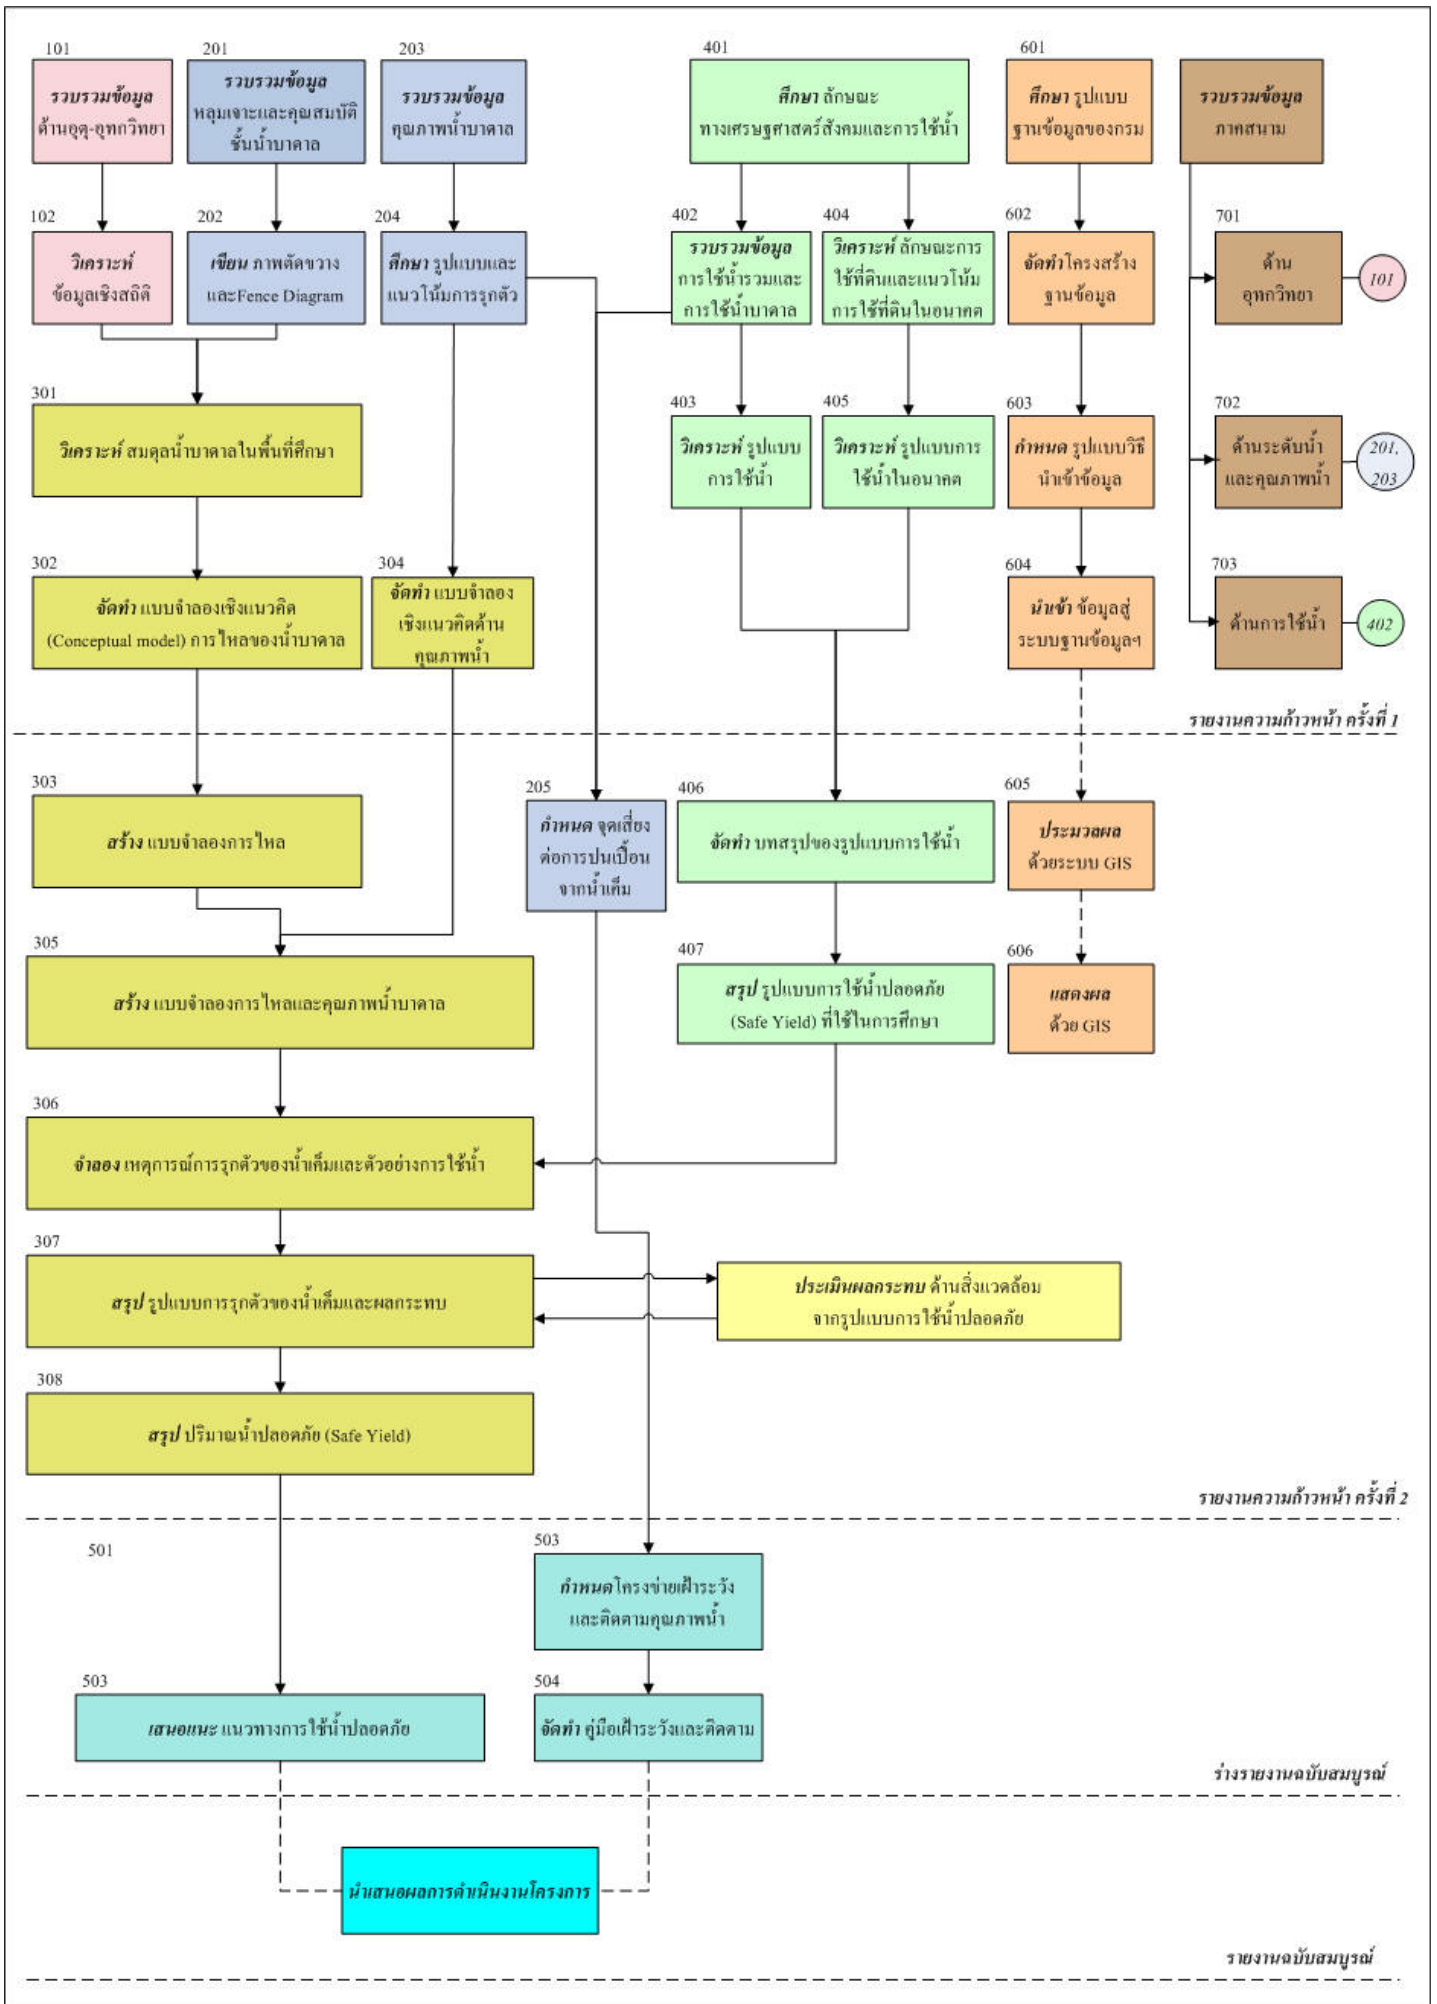 101
รวบรวมข้อมูล
ด้านอุตุ-อุทกวิทยา
201
รวบรวมข้อมูล
หลุมเจาะและคุณสมบัติ
ชั้นน้ำบาดาล
203
รวบรวมข้อมูล
คุณภาพน้ำบาดาล
401
ศึกษา ลักษณะ
ทางเศรษฐศาสตร์สังคมและการใช้น้ำ
601
ศึกษา รูปแบบ
ฐานข้อมูลของกรม
รวบรวมข้อมูล
ภาคสนาม
102
วิเคราะห์
ข้อมูลเชิงสถิติ
202
เขียน ภาพตัดขวาง
และFence Diagram
204
ศึกษา รูปแบบและ
แนวโน้มการรุกตัว
402
รวบรวมข้อมูล
การใช้น้ำรวมและ
การใช้น้ำบาดาล
404
วิเคราะห์ ลักษณะการ
ใช้ที่ดินและแนวโน้ม
การใช้ที่ดินในอนาคต
602
จัดทำโครงสร้าง
ฐานข้อมูล
701
ด้าน
อุทกวิทยา
101
301
วิเคราะห์ สมดุลน้ำบาดาลในพื้นที่ศึกษา
403
วิเคราะห์ รูปแบบ
การใช้น้ำ
405
วิเคราะห์ รูปแบบการ
ใช้น้ำในอนาคต
603
กำหนด รูปแบบวิธี
นำเข้าข้อมูล
702
ด้านระดับน้ำ
และคุณภาพน้ำ
201,
203
302
จัดทำ แบบจำลองเชิงแนวคิด
(Conceptual model) การไหลของน้ำบาดาล
304
จัดทำ แบบจำลอง
เชิงแนวคิดด้าน
คุณภาพน้ำ
604
นำเข้า ข้อมูลสู่
ระบบฐานข้อมูลฯ
703
ด้านการใช้น้ำ
402
รายงานความก้าวหน้า ครั้งที่ 1
303
สร้าง แบบจำลองการไหล
205
กำหนด จุดเสี่ยง
ต่อการปนเปื้อน
จากน้ำเค็ม
406
จัดทำ บทสรุปของรูปแบบการใช้น้ำ
605
ประมวลผล
ด้วยระบบ GIS
305
สร้าง แบบจำลองการไหลและคุณภาพน้ำบาดาล
407
สรุป รูปแบบการใช้น้ำปลอดภัย
(Safe Yield) ที่ใช้ในการศึกษา
606
แสดงผล
ด้วย GIS
306
จำลอง เหตุการณ์การรุกตัวของน้ำเค็มและตัวอย่างการใช้น้ำ
307
สรุป รูปแบบการรุกตัวของน้ำเค็มและผลกระทบ
ประเมินผลกระทบ ด้านสิ่งแวดล้อม
จากรูปแบบการใช้น้ำปลอดภัย
308
สรุป ปริมาณน้ำปลอดภัย (Safe Yield)
รายงานความก้าวหน้า ครั้งที่ 2
501
503
กำหนดโครงข่ายเฝ้าระวัง
และติดตามคุณภาพน้ำ
503
เสนอแนะ แนวทางการใช้น้ำปลอดภัย
504
จัดทำ คู่มือเฝ้าระวังและติดตาม
ร่างรายงานฉบับสมบูรณ์
นำเสนอผลการดำเนินงานโครงการ
รายงานฉบับสมบูรณ์